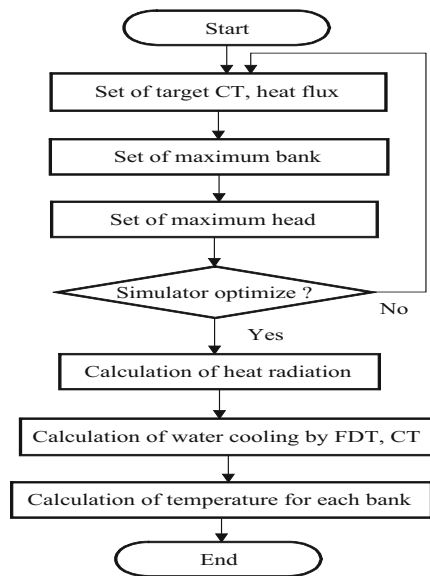 Start
Set of target CT, heat flux
Set of maximum bank
Set of maximum head
Simulator optimize ?
No
Yes
Calculation of heat radiation
Calculation of water cooling by FDT, CT
Calculation of temperature for each bank
End